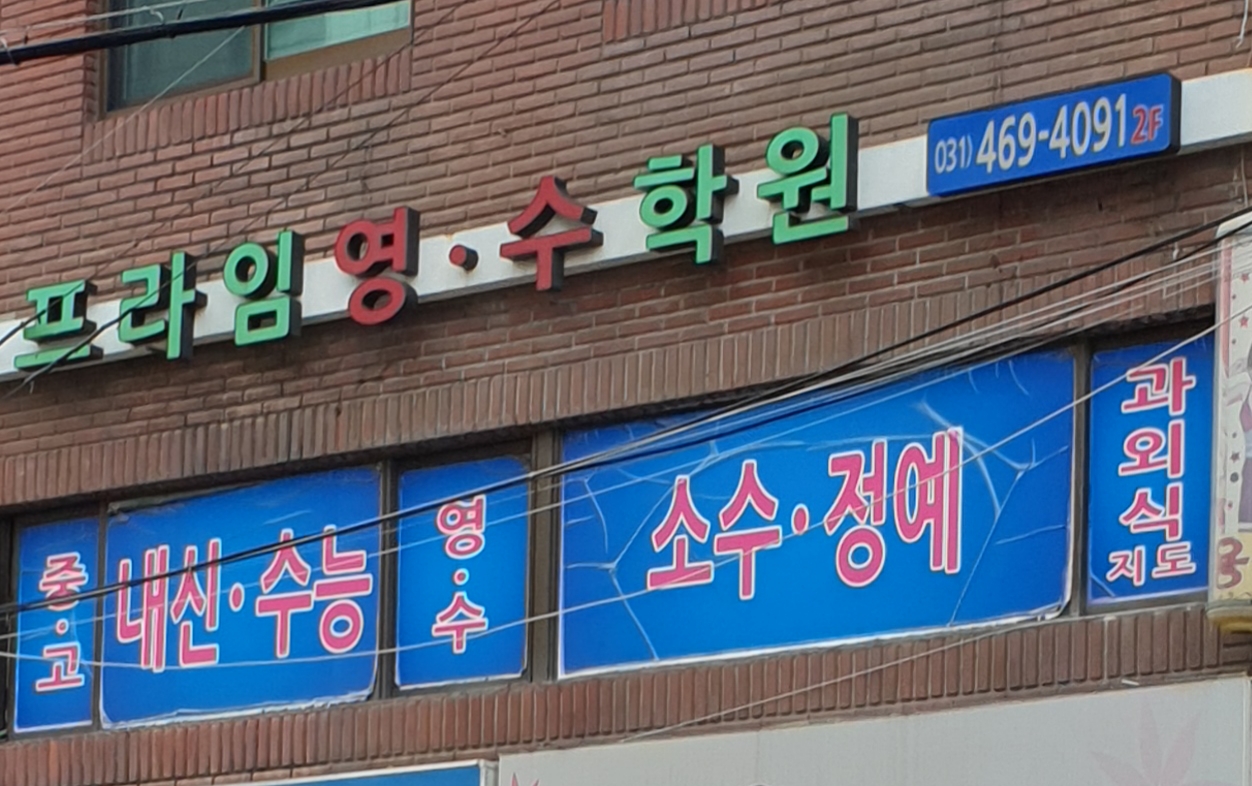 프라임영·수학원
031) 469-4091 2F
중·고
내신·수능
영·수
소수·정예
과외식
지도